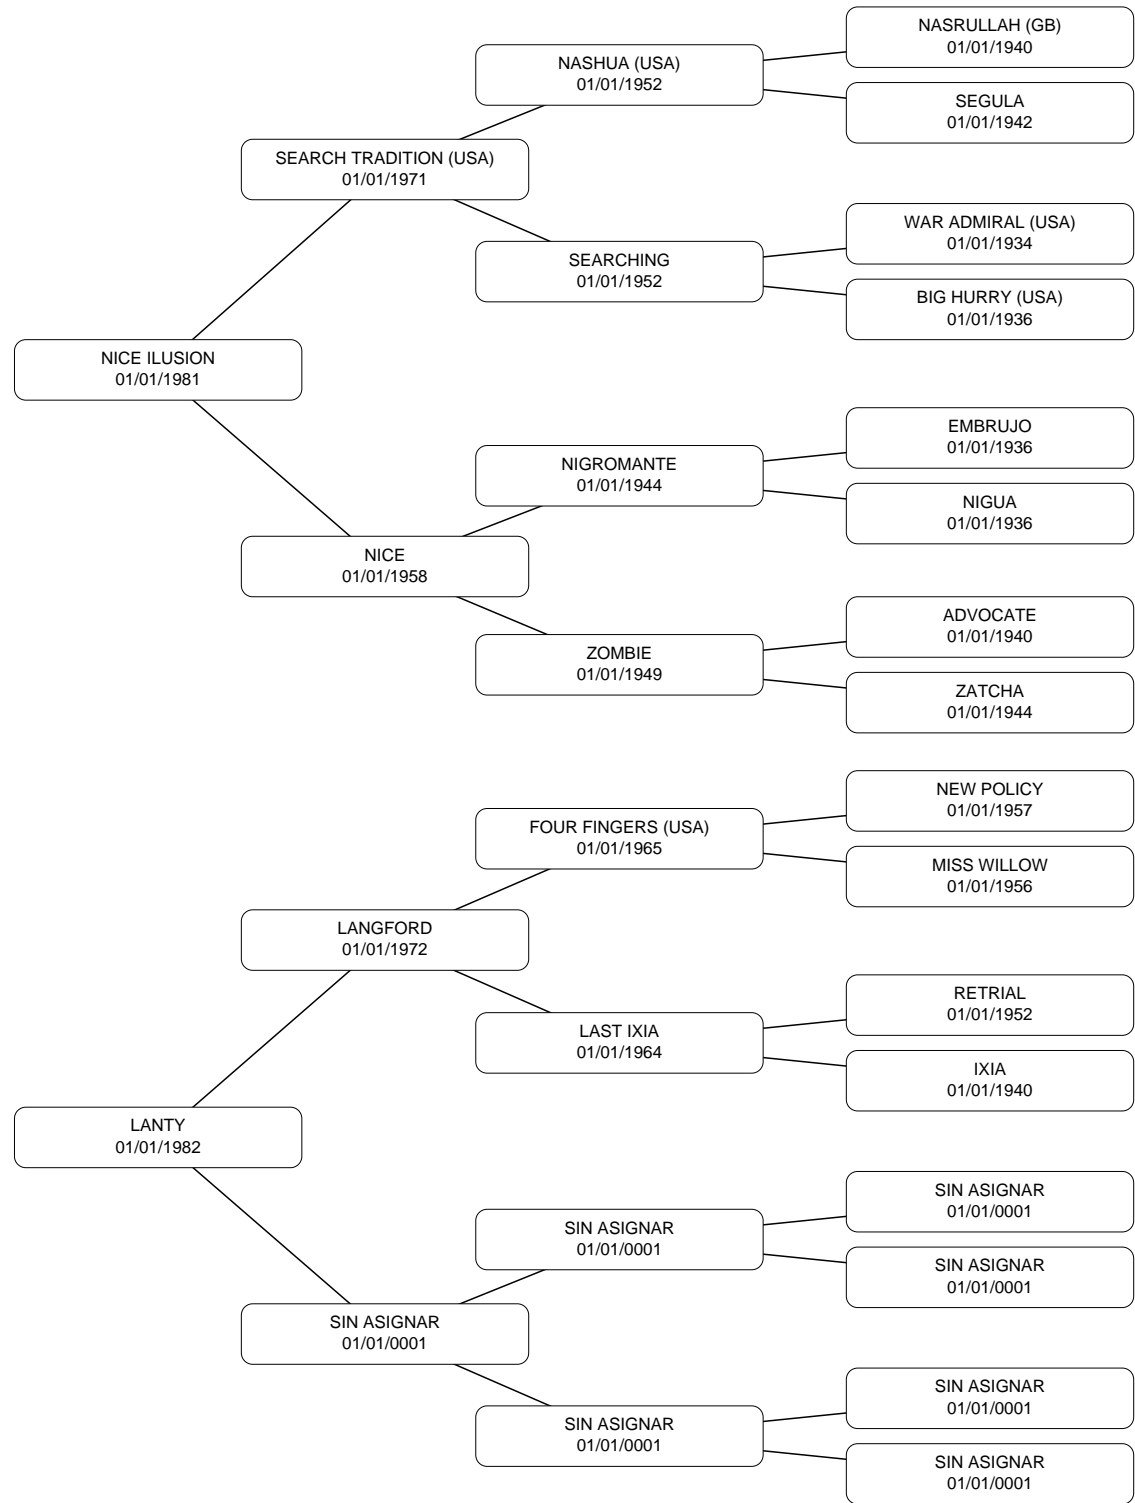 NASRULLAH (GB)
01/01/1940
NASHUA (USA)
01/01/1952
SEGULA
01/01/1942
SEARCH TRADITION (USA)
01/01/1971
WAR ADMIRAL (USA)
01/01/1934
SEARCHING
01/01/1952
BIG HURRY (USA)
01/01/1936
NICE ILUSION
01/01/1981
EMBRUJO
01/01/1936
NIGROMANTE
01/01/1944
NIGUA
01/01/1936
NICE
01/01/1958
ADVOCATE
01/01/1940
ZOMBIE
01/01/1949
ZATCHA
01/01/1944
NEW POLICY
01/01/1957
FOUR FINGERS (USA)
01/01/1965
MISS WILLOW
01/01/1956
LANGFORD
01/01/1972
RETRIAL
01/01/1952
LAST IXIA
01/01/1964
IXIA
01/01/1940
LANTY
01/01/1982
SIN ASIGNAR
01/01/0001
SIN ASIGNAR
01/01/0001
SIN ASIGNAR
01/01/0001
SIN ASIGNAR
01/01/0001
SIN ASIGNAR
01/01/0001
SIN ASIGNAR
01/01/0001
SIN ASIGNAR
01/01/0001